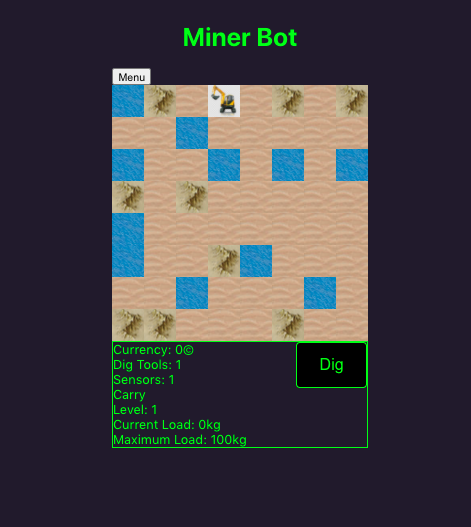 Miner Bot
Menu
Currency: 0©
Dig Tools: 1
Sensors: 1
Carry
Level: 1
Current Load: 0kg
Maximum Load: 100kg
Dig